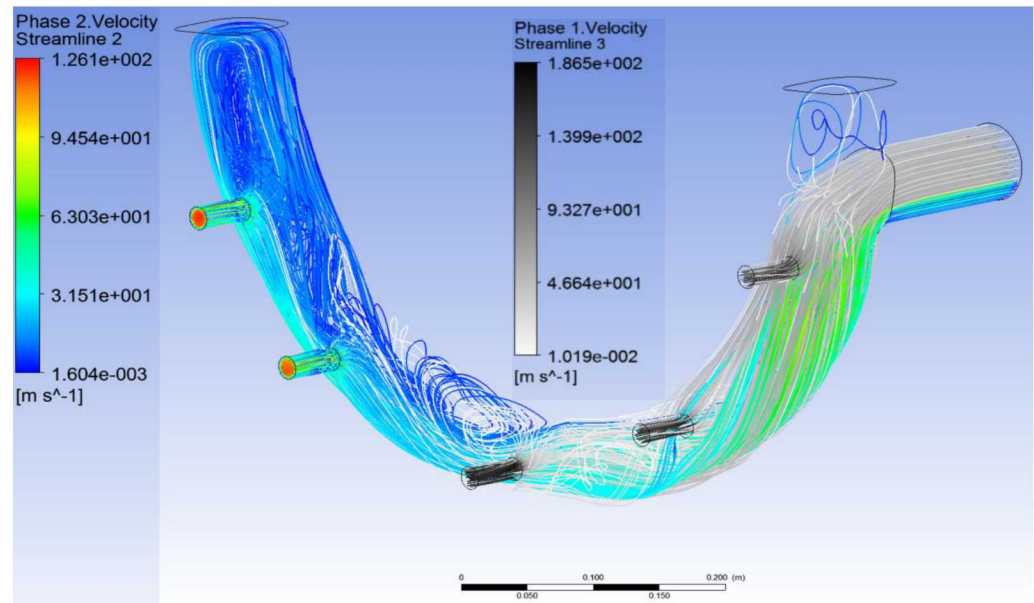 Phase 2.Velocity
Streamline 2
1.261e+002
9.454e+001
6.303e+001
3.151e+001
1.604e-003
[m s^-1]
Phase 1.Velocity
Streamline 3
1.865e+002
1.399e+002
9.327e+001
4.664e+001
1.019e-002
[m s^-1]
0 0.100 0.200 (m)
0.050 0.150